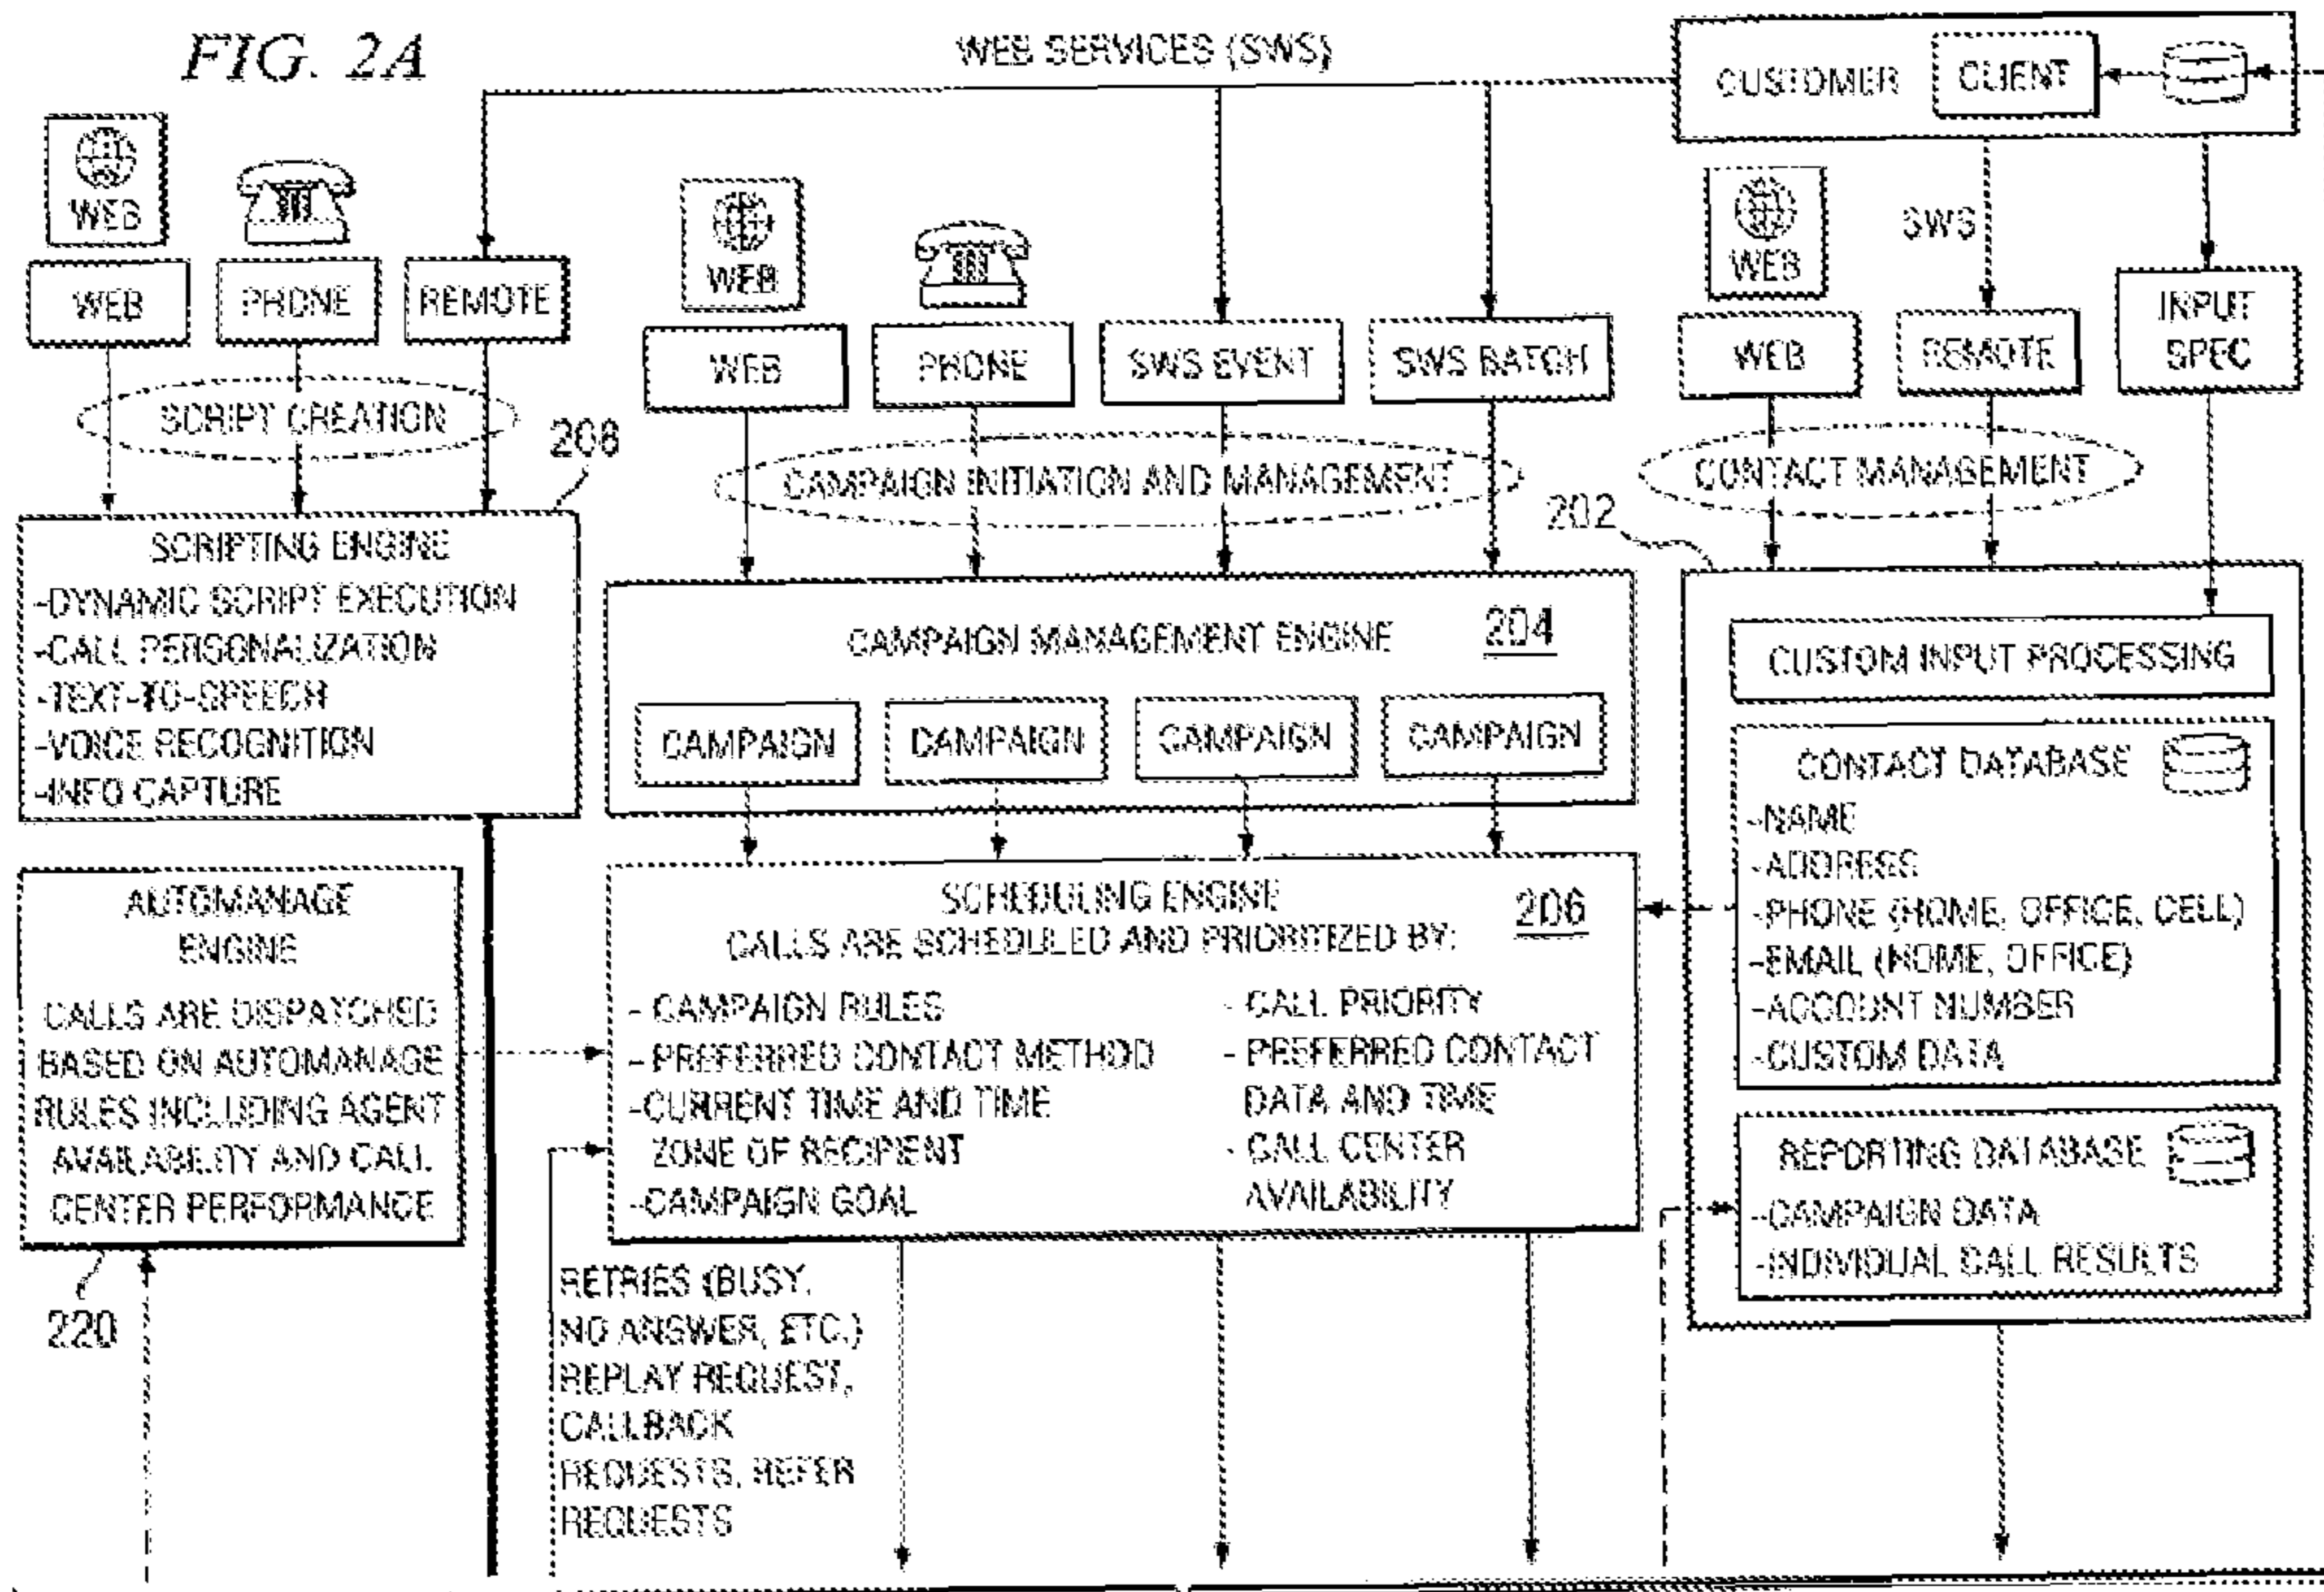 FIG. 2A
WEB SERVICES (SWS)
CUSTOMER
CLIENT
WEB
WEB
PHONE
REMOTE
SCRIPT CREATION
208
SCRIPTING ENGINE
-DYNAMIC SCRIPT EXECUTION
-CALL PERSONALIZATION
-TEXT-TO-SPEECH
-VOICE RECOGNITION
-INFO CAPTURE
WEB
WEB
PHONE
SWS EVENT
SWS BATCH
CAMPAIGN INITIATION AND MANAGEMENT
CAMPAIGN MANAGEMENT ENGINE
204
CAMPAIGN
CAMPAIGN
CAMPAIGN
CAMPAIGN
WEB
SWS
WEB
REMOTE
INPUT
SPEC
CONTACT MANAGEMENT
202
CUSTOM INPUT PROCESSING
CONTACT DATABASE
-NAME
-ADDRESS
-PHONE (HOME, OFFICE, CELL)
-EMAIL (HOME, OFFICE)
-ACCOUNT NUMBER
-CUSTOM DATA
REPORTING DATABASE
-CAMPAIGN DATA
-INDIVIDUAL CALL RESULTS
AUTOMANAGE
ENGINE
CALLS ARE DISPATCHED
BASED ON AUTOMANAGE
RULES INCLUDING AGENT
AVAILABILITY AND CALL
CENTER PERFORMANCE
220
SCHEDULING ENGINE
206
CALLS ARE SCHEDULED AND PRIORITIZED BY:
- CAMPAIGN RULES
- PREFERRED CONTACT METHOD
-CURRENT TIME AND TIME
ZONE OF RECIPIENT
-CAMPAIGN GOAL
- CALL PRIORITY
- PREFERRED CONTACT
DATA AND TIME
- CALL CENTER
AVAILABILITY
RETRIES (BUSY,
NO ANSWER, ETC.)
REPLAY REQUEST,
CALLBACK
REQUESTS, REFER
REQUESTS